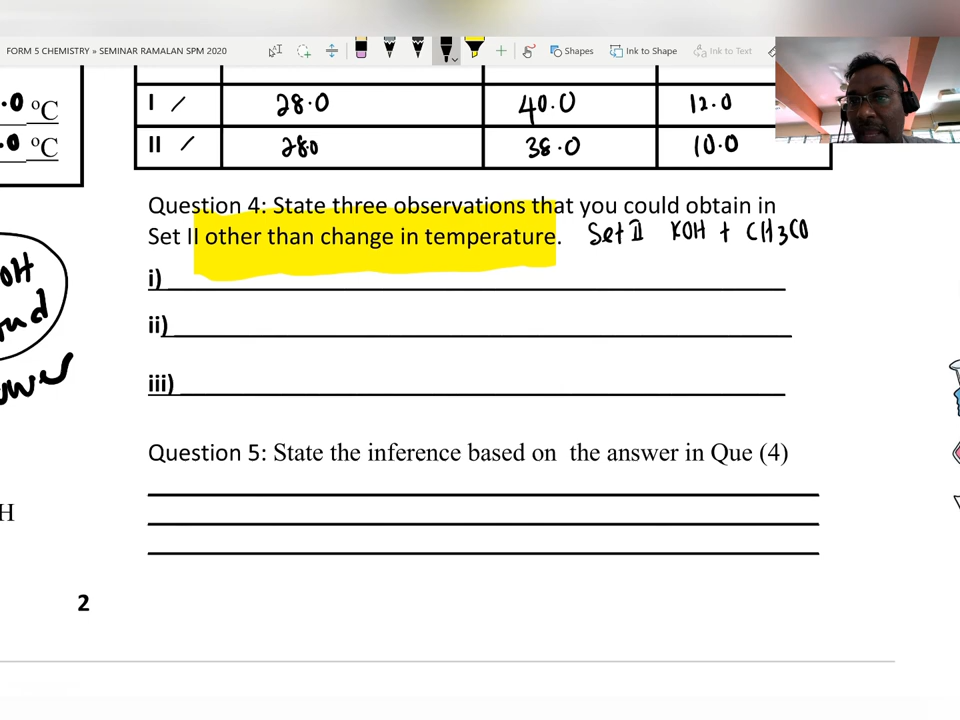 FORM 5 CHEMISTRY » SEMINAR RAMALAN SPM 2020
Shapes
Ink to Shape
Ink to Text
.0 °C
.0 °C
I / 28.0 40.0 12.0
II / 280 38.0 10.0
Question 4: State three observations that you could obtain in
Set II other than change in temperature. Set II KOH + CH3CO
i)
ii)
iii)
OH
Question 5: State the inference based on the answer in Que (4)
H
2